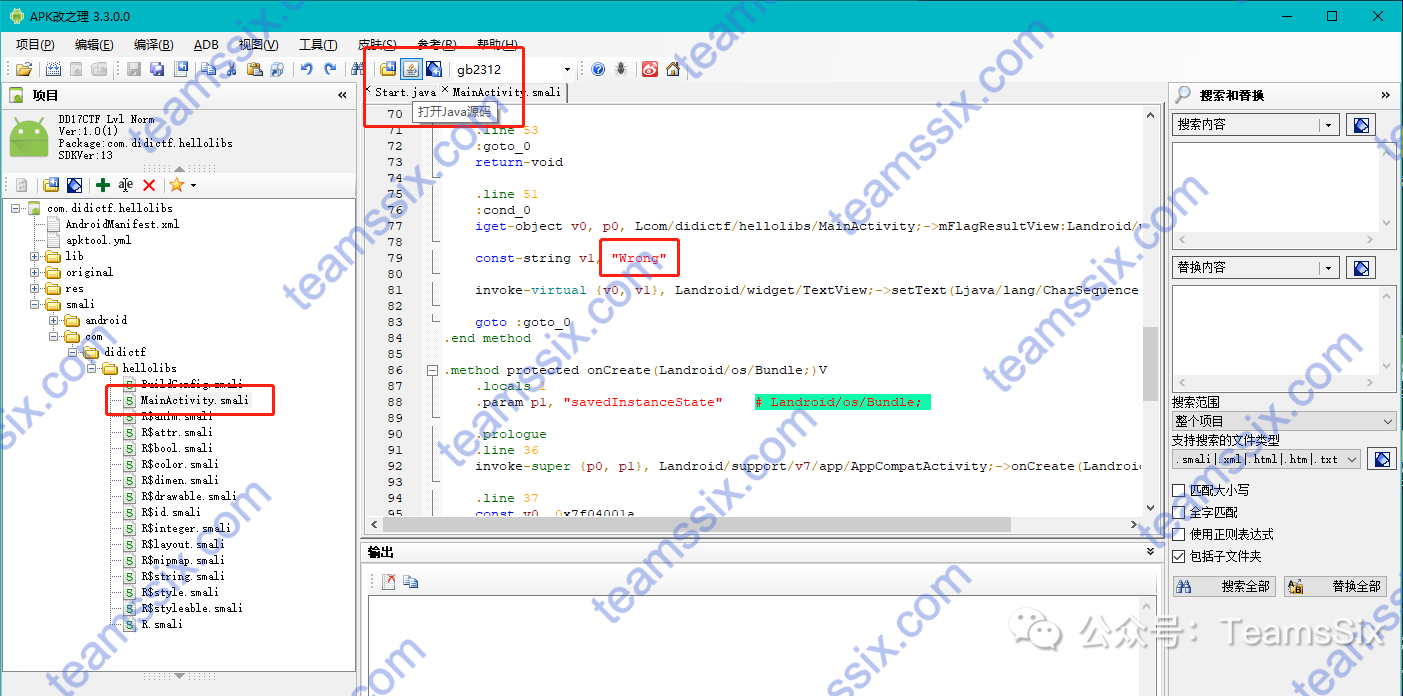 APK改之理 3.3.0.0
项目(P) 编辑(E) 编译(B) ADB 视图(V) 工具(T) 皮肤(S) 参考(R) 帮助(H)
gb2312
项目
Start.java MainActivity.smali
打开Java源码
搜索和替换
DD17CTF Lvl Norm
Ver:1.0(1)
Package:com.didictf.hellolibs
SDKVer:13
com.didictf.hellolibs
AndroidManifest.xml
apktool.yml
lib
original
res
smali
android
com
didictf
hellolibs
BuildConfig.smali
MainActivity.smali
R$anim.smali
R$attr.smali
R$bool.smali
R$color.smali
R$dimen.smali
R$drawable.smali
R$id.smali
R$integer.smali
R$layout.smali
R$mipmap.smali
R$string.smali
R$style.smali
R$styleable.smali
R.smali
70
71 .line 53
72 :goto_0
73 return-void
74
75 .line 51
76 :cond_0
77 iget-object v0, p0, Lcom/didictf/hellolibs/MainActivity;->mFlagResultView:Landroid/
78
79 const-string v1, "Wrong"
80
81 invoke-virtual {v0, v1}, Landroid/widget/TextView;->setText(Ljava/lang/CharSequence
82
83 goto :goto_0
84 .end method
85
86 .method protected onCreate(Landroid/os/Bundle;)V
87 .locals 1
88 .param p1, "savedInstanceState" # Landroid/os/Bundle;
89
90 .prologue
91 .line 36
92 invoke-super {p0, p1}, Landroid/support/v7/app/AppCompatActivity;->onCreate(Landroi
93
94 .line 37
95 const v0, 0x7f04001a
输出
搜索内容
替换内容
搜索范围
整个项目
支持搜索的文件类型
.smali|.xml|.html|.htm|.txt
匹配大小写
全字匹配
使用正则表达式
包括子文件夹
搜索全部 替换全部
teamssix.com
公众号: TeamsSix